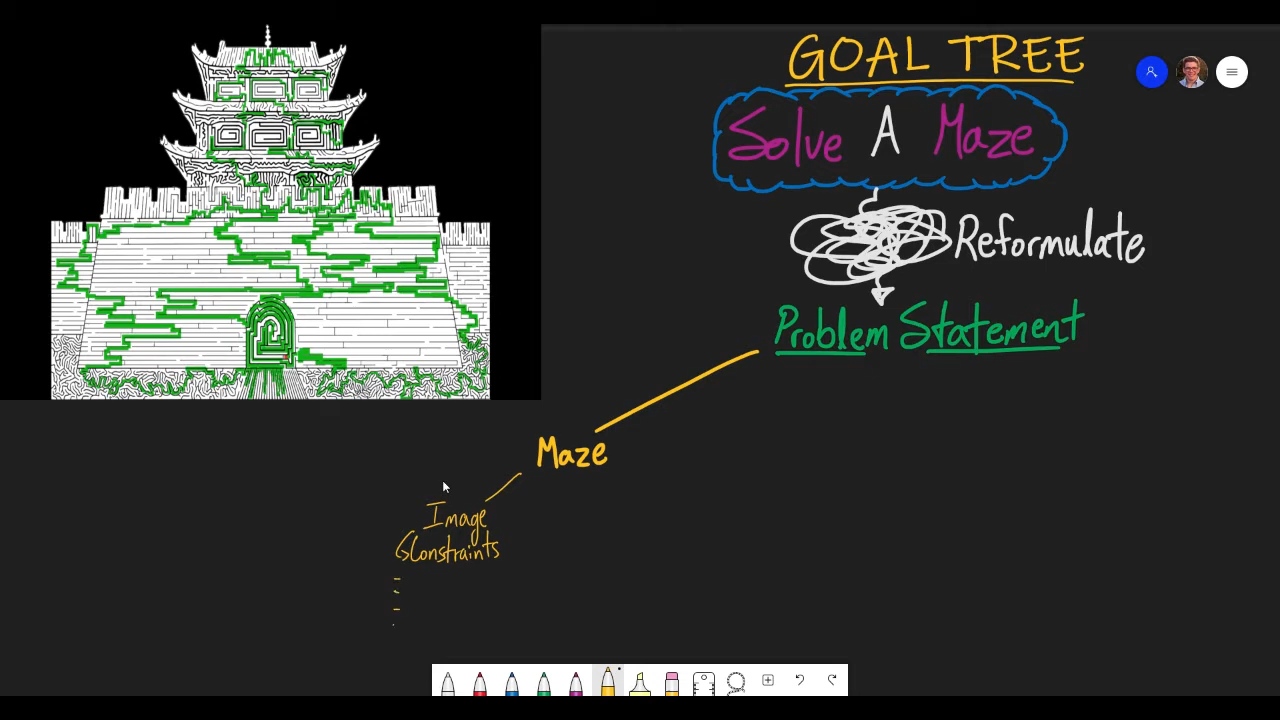 GOAL TREE
Solve A Maze
Reformulate
Problem Statement
Maze
Image
Constraints